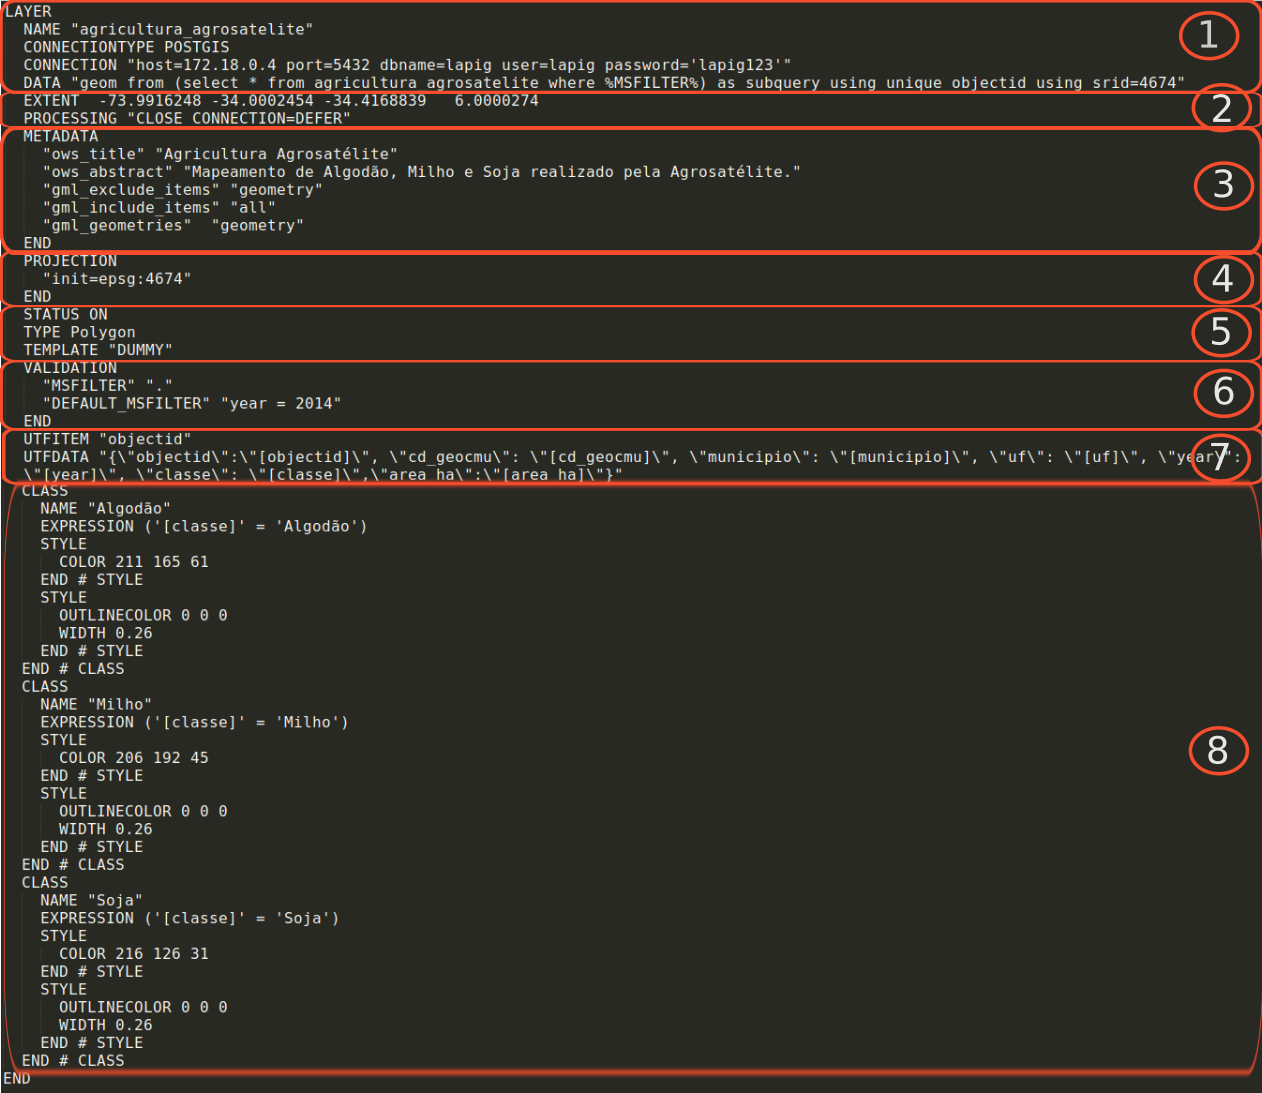 LAYER
NAME "agricultura_agrosatelite"
CONNECTIONTYPE POSTGIS
CONNECTION "host=172.18.0.4 port=5432 dbname=lapig user=lapig password='lapig123'"
DATA "geom from (select * from agricultura_agrosatelite where %MSFILTER%) as subquery using unique objectid using srid=4674"
1
EXTENT  -73.9916248 -34.0002454 -34.4168839   6.0000274
PROCESSING "CLOSE_CONNECTION=DEFER"
2
METADATA
"ows_title" "Agricultura Agrosatélite"
"ows_abstract" "Mapeamento de Algodão, Milho e Soja realizado pela Agrosatélite."
"gml_exclude_items" "geometry"
"gml_include_items" "all"
"gml_geometries"  "geometry"
END
3
PROJECTION
"init=epsg:4674"
END
4
STATUS ON
TYPE Polygon
TEMPLATE "DUMMY"
5
VALIDATION
"MSFILTER" "."
"DEFAULT_MSFILTER" "year = 2014"
END
6
UTFITEM "objectid"
UTFDATA "{\"objectid\":\"[objectid]\", \"cd_geocmu\": \"[cd_geocmu]\", \"municipio\": \"[municipio]\", \"uf\": \"[uf]\", \"year\":
\"[year]\", \"classe\": \"[classe]\",\"area_ha\":\"[area_ha]\"}"
7
CLASS
NAME "Algodão"
EXPRESSION ('[classe]' = 'Algodão')
STYLE
COLOR 211 165 61
END # STYLE
STYLE
OUTLINECOLOR 0 0 0
WIDTH 0.26
END # STYLE
END # CLASS
CLASS
NAME "Milho"
EXPRESSION ('[classe]' = 'Milho')
STYLE
COLOR 206 192 45
END # STYLE
STYLE
OUTLINECOLOR 0 0 0
WIDTH 0.26
END # STYLE
END # CLASS
CLASS
NAME "Soja"
EXPRESSION ('[classe]' = 'Soja')
STYLE
COLOR 216 126 31
END # STYLE
STYLE
OUTLINECOLOR 0 0 0
WIDTH 0.26
END # STYLE
END # CLASS
8
END